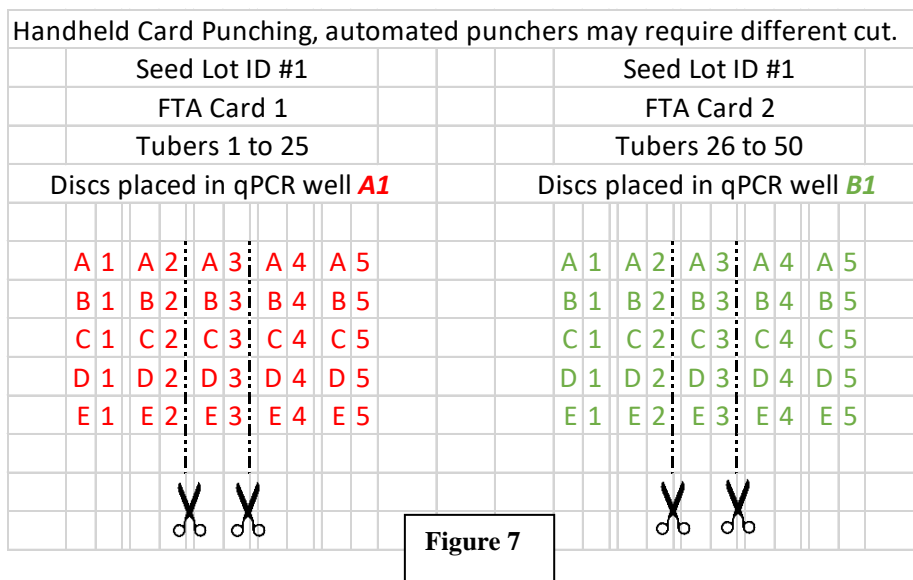 Handheld Card Punching, automated punchers may require different cut.
Seed Lot ID #1 Seed Lot ID #1
FTA Card 1 FTA Card 2
Tubers 1 to 25 Tubers 26 to 50
Discs placed in qPCR well A1 Discs placed in qPCR well B1
A 1 A 2 A 3 A 4 A 5 A 1 A 2 A 3 A 4 A 5
B 1 B 2 B 3 B 4 B 5 B 1 B 2 B 3 B 4 B 5
C 1 C 2 C 3 C 4 C 5 C 1 C 2 C 3 C 4 C 5
D 1 D 2 D 3 D 4 D 5 D 1 D 2 D 3 D 4 D 5
E 1 E 2 E 3 E 4 E 5 E 1 E 2 E 3 E 4 E 5
Figure 7